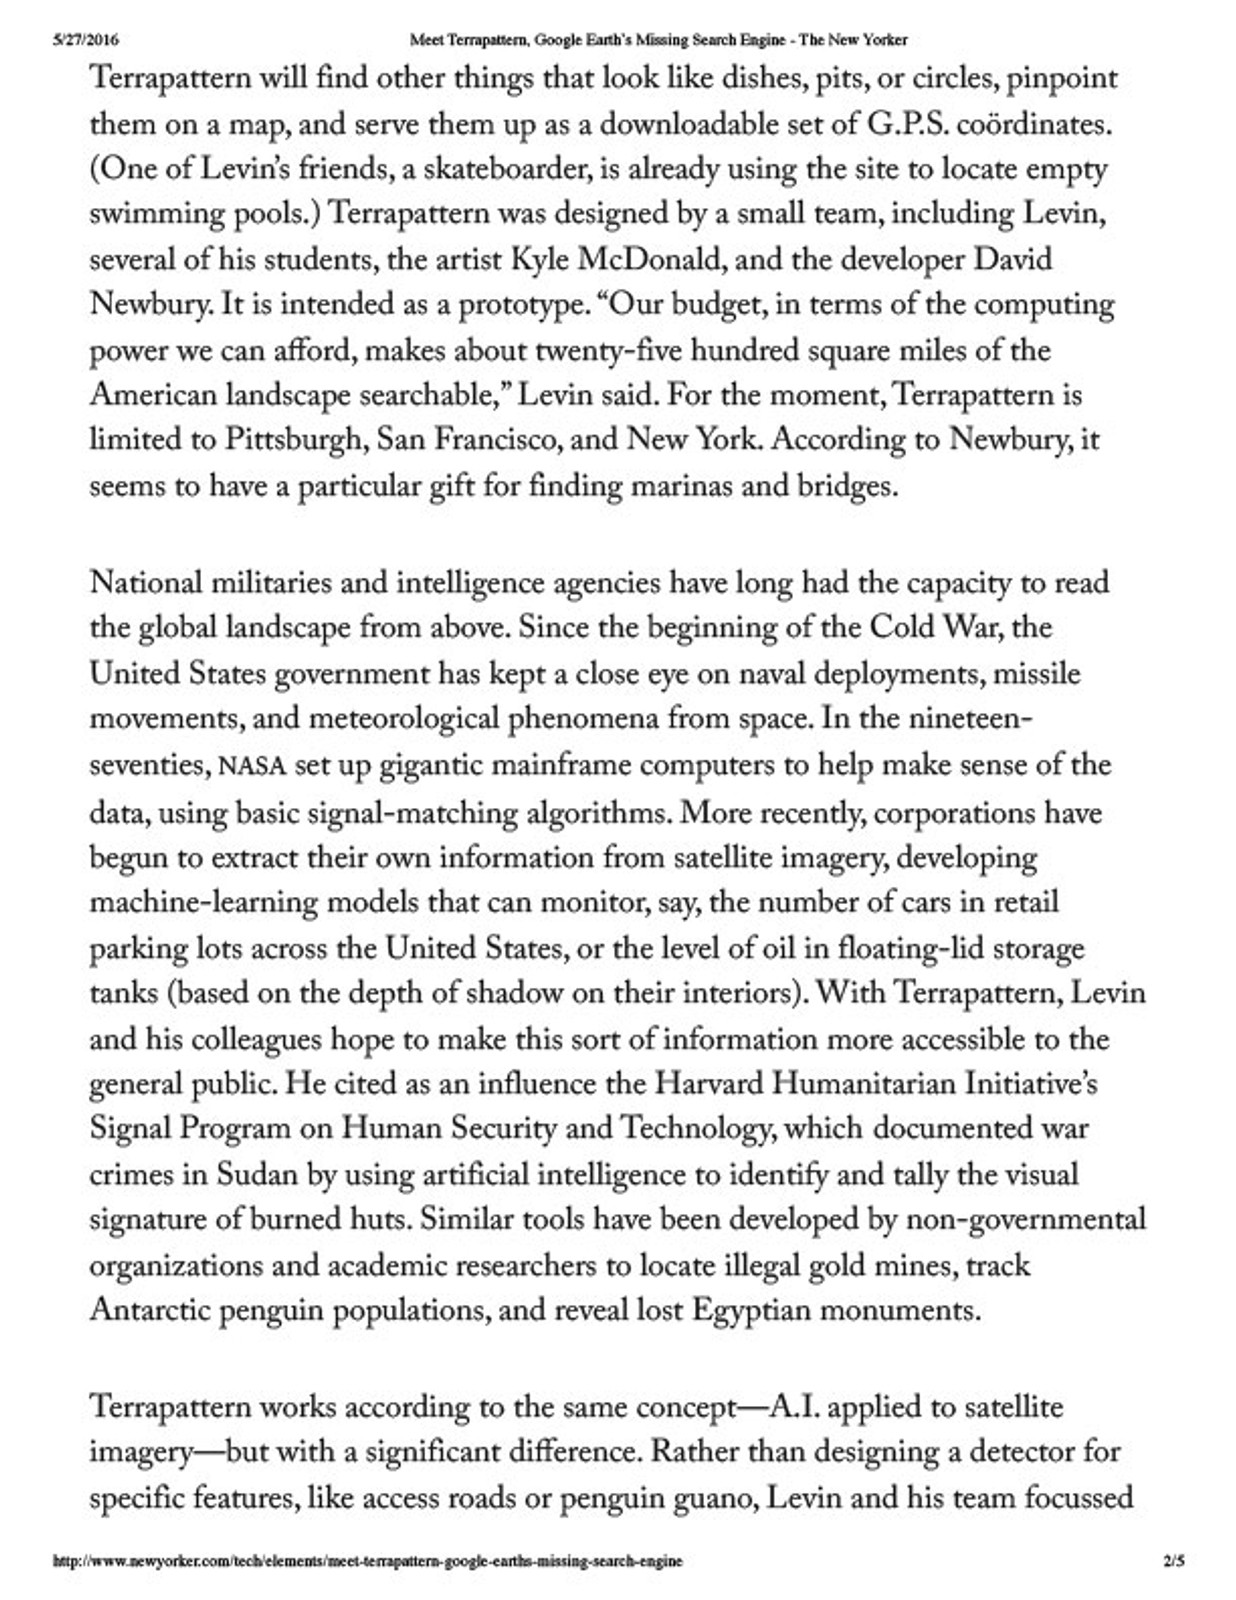 5/27/2016 Meet Terrapattern, Google Earth's Missing Search Engine - The New Yorker
Terrapattern will find other things that look like dishes, pits, or circles, pinpoint
them on a map, and serve them up as a downloadable set of G.P.S. coördinates.
(One of Levin’s friends, a skateboarder, is already using the site to locate empty
swimming pools.) Terrapattern was designed by a small team, including Levin,
several of his students, the artist Kyle McDonald, and the developer David
Newbury. It is intended as a prototype. “Our budget, in terms of the computing
power we can afford, makes about twenty-five hundred square miles of the
American landscape searchable,” Levin said. For the moment, Terrapattern is
limited to Pittsburgh, San Francisco, and New York. According to Newbury, it
seems to have a particular gift for finding marinas and bridges.
National militaries and intelligence agencies have long had the capacity to read
the global landscape from above. Since the beginning of the Cold War, the
United States government has kept a close eye on naval deployments, missile
movements, and meteorological phenomena from space. In the nineteen-
seventies, NASA set up gigantic mainframe computers to help make sense of the
data, using basic signal-matching algorithms. More recently, corporations have
begun to extract their own information from satellite imagery, developing
machine-learning models that can monitor, say, the number of cars in retail
parking lots across the United States, or the level of oil in floating-lid storage
tanks (based on the depth of shadow on their interiors). With Terrapattern, Levin
and his colleagues hope to make this sort of information more accessible to the
general public. He cited as an influence the Harvard Humanitarian Initiative’s
Signal Program on Human Security and Technology, which documented war
crimes in Sudan by using artificial intelligence to identify and tally the visual
signature of burned huts. Similar tools have been developed by non-governmental
organizations and academic researchers to locate illegal gold mines, track
Antarctic penguin populations, and reveal lost Egyptian monuments.
Terrapattern works according to the same concept—A.I. applied to satellite
imagery—but with a significant difference. Rather than designing a detector for
specific features, like access roads or penguin guano, Levin and his team focussed
http://www.newyorker.com/tech/elements/meet-terrapattern-google-earths-missing-search-engine 2/5